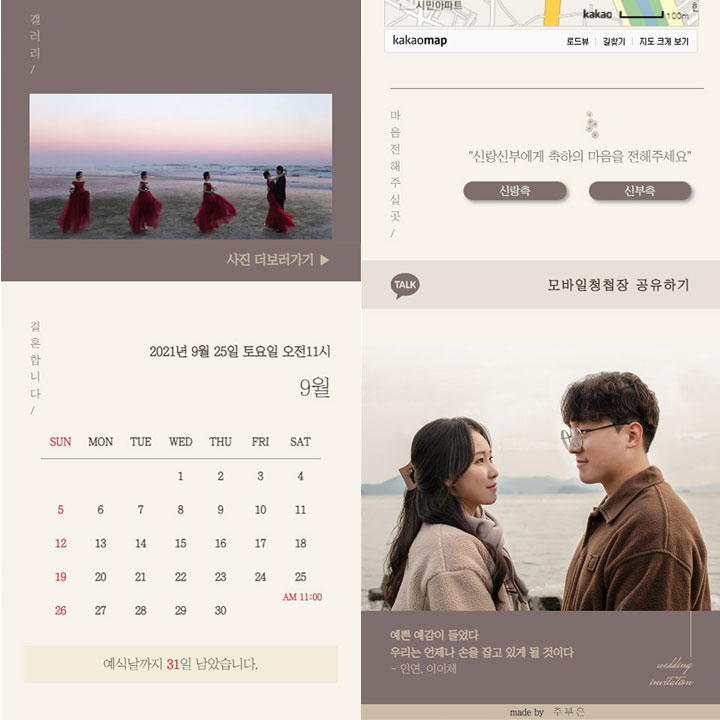 갤러리/
사진 더보러가기 ▶
결혼합니다/
2021년 9월 25일 토요일 오전11시
9월
SUN MON TUE WED THU FRI SAT
1 2 3 4
5 6 7 8 9 10 11
12 13 14 15 16 17 18
19 20 21 22 23 24 25
AM 11:00
26 27 28 29 30
예식날까지 31일 남았습니다.
시민아파트
kakao 100m
kakaomap 로드뷰 길찾기 지도 크게 보기
마음전해주실곳/
"신랑신부에게 축하의 마음을 전해주세요"
신랑측 신부측
TALK 모바일청첩장 공유하기
예쁜 예감이 들었다
우리는 언제나 손을 잡고 있게 될 것이다
- 인연, 이이체
wedding
invitation
made by 주부은